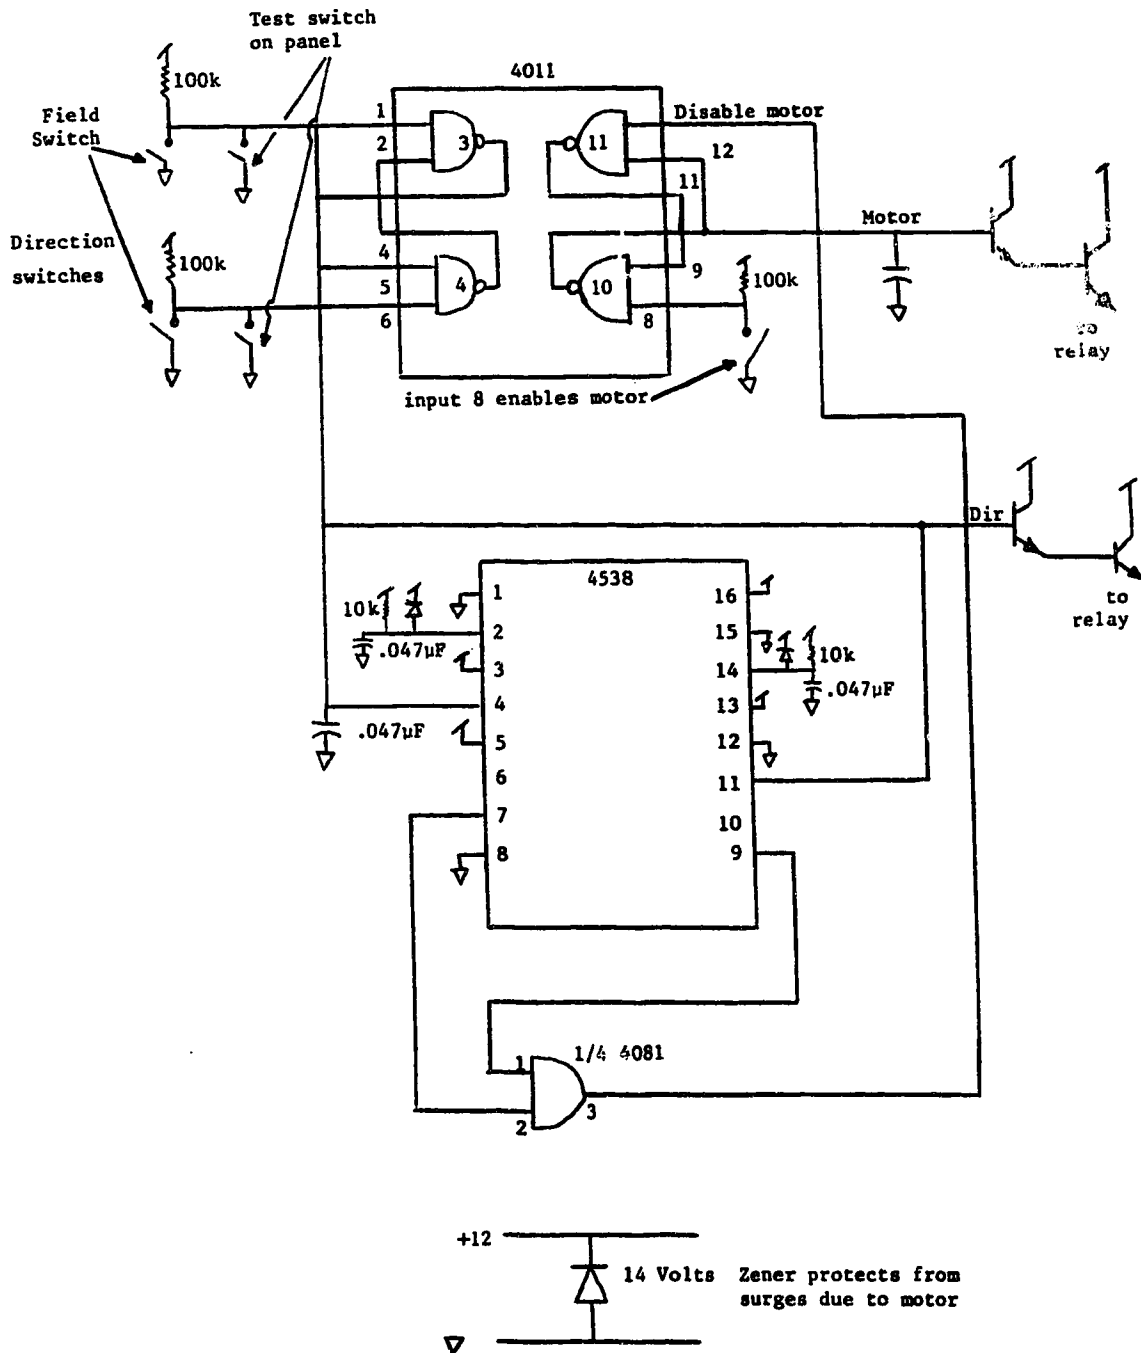 Test switch
on panel
100k
4011
Field
Switch
1
2
3
11
Disable motor
12
11
Motor
Direction
switches
100k
4
5
6
4
10
9
8
100k
to
relay
input 8 enables motor
Dir
to
relay
4538
10k
.047µF
.047µF
1
2
3
4
5
6
7
8
16
15
14
13
12
11
10
9
10k
.047µF
1/4 4081
1
2
3
+12
14 Volts Zener protects from
surges due to motor